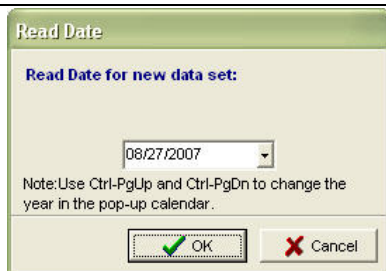 Read Date
Read Date for new data set:
08/27/2007
Note:Use Ctrl-PgUp and Ctrl-PgDn to change the
year in the pop-up calendar.
OK
Cancel